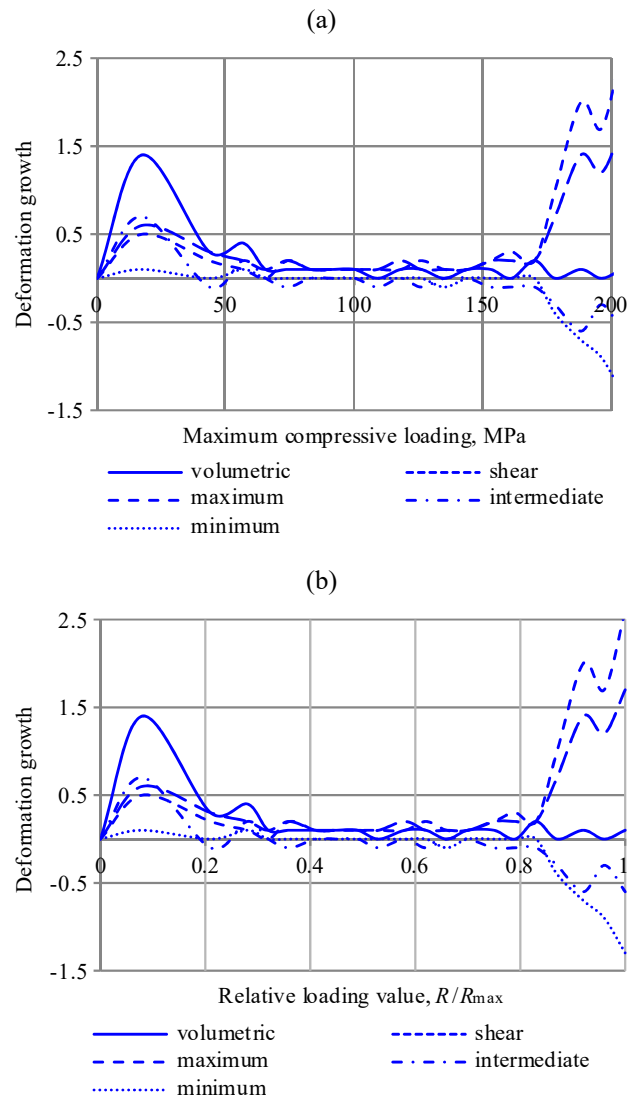 (a)
2.5
1.5
0.5
-0.5
-1.5
0
50
100
150
200
Deformation growth
Maximum compressive loading, MPa
volumetric
shear
maximum
intermediate
minimum
(b)
2.5
1.5
0.5
-0.5
-1.5
0
0.2
0.4
0.6
0.8
1
Deformation growth
Relative loading value, R/Rmax
volumetric
shear
maximum
intermediate
minimum